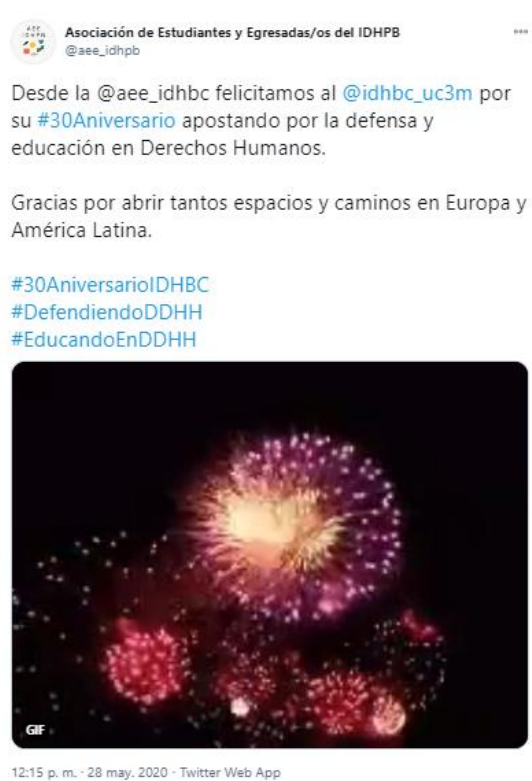 Asociación de Estudiantes y Egresadas/os del IDHPB
@aee_idhpb
Desde la @aee_idhbc felicitamos al @idhbc_uc3m por
su #30Aniversario apostando por la defensa y
educación en Derechos Humanos.
Gracias por abrir tantos espacios y caminos en Europa y
América Latina.
#30AniversarioIDHBC
#DefendiendoDDHH
#EducandoEnDDHH
GIF
12:15 p. m. · 28 may. 2020 · Twitter Web App